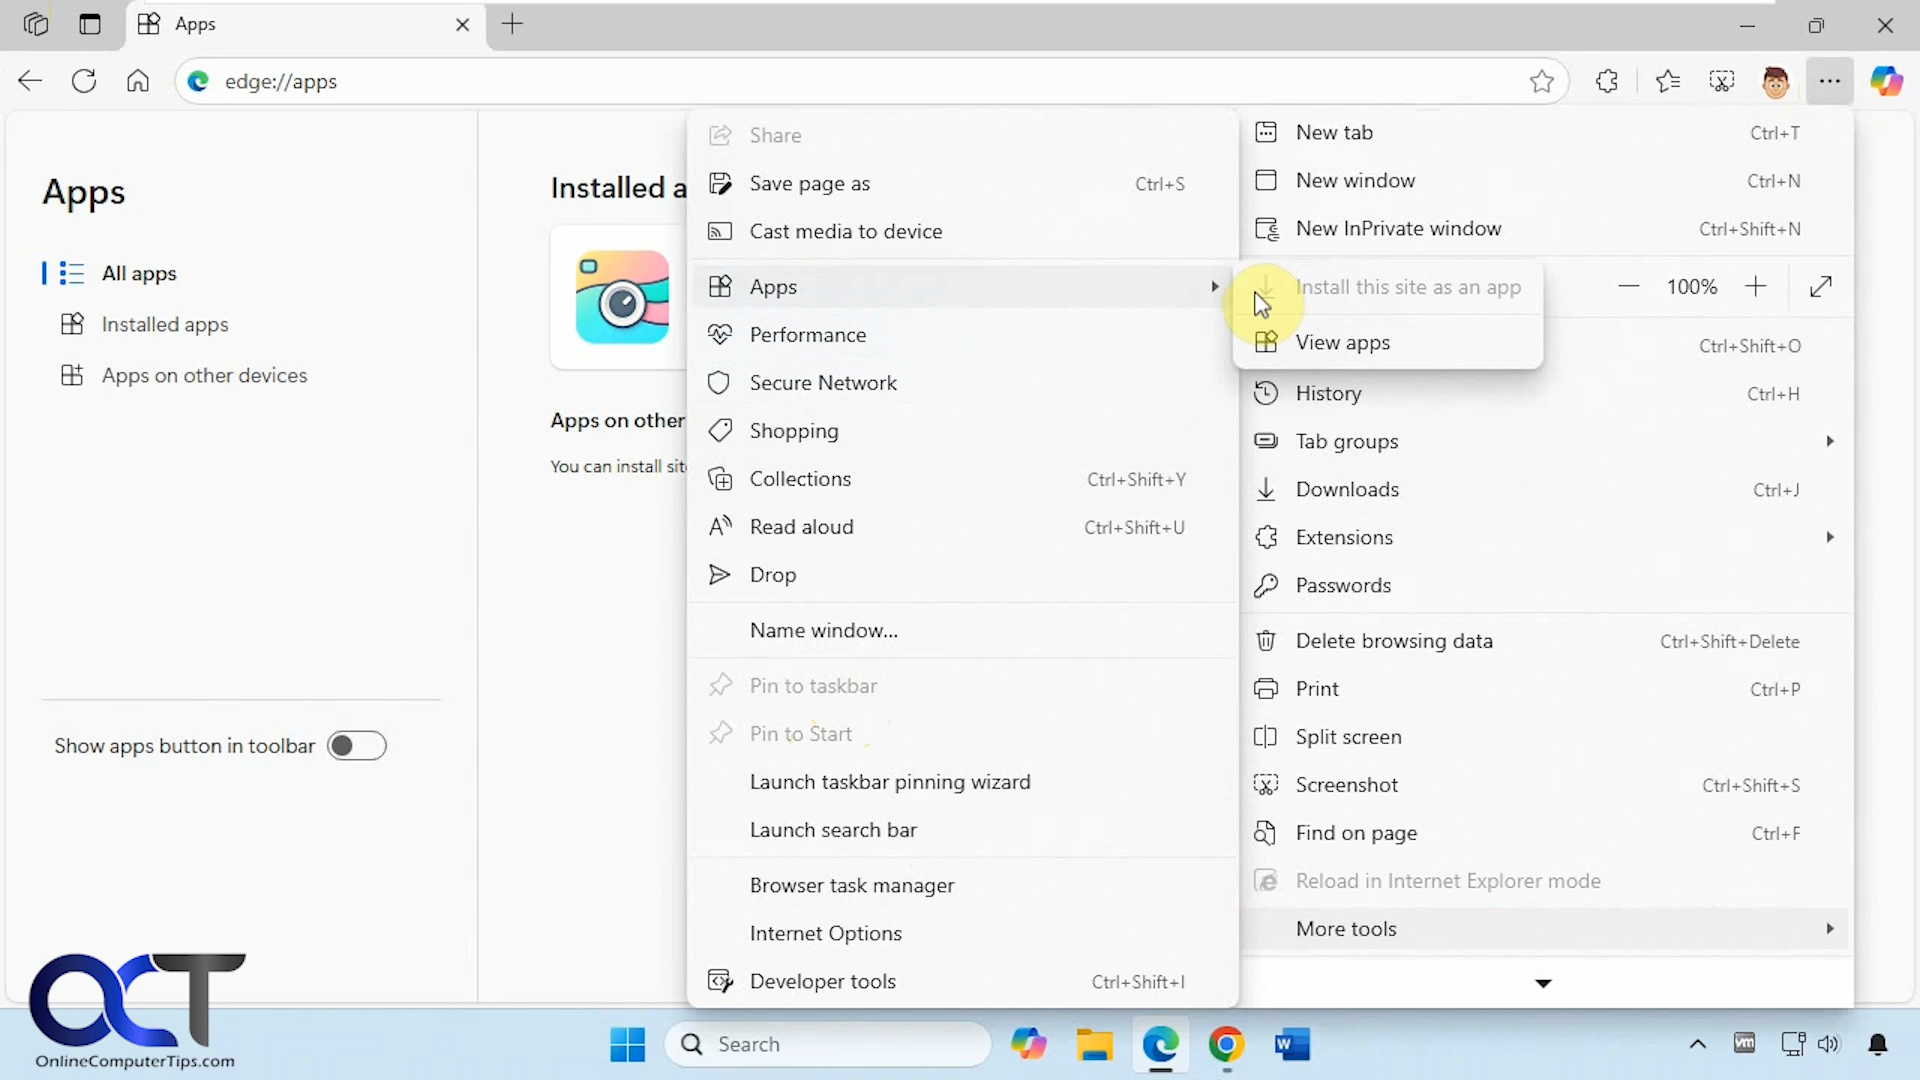 Apps
edge://apps
Apps
All apps
Installed apps
Apps on other devices
Show apps button in toolbar
Installed a
Apps on other
You can install sit
Share
Save page as Ctrl+S
Cast media to device
Apps
Performance
Secure Network
Shopping
Collections Ctrl+Shift+Y
Read aloud Ctrl+Shift+U
Drop
Name window...
Pin to taskbar
Pin to Start
Launch taskbar pinning wizard
Launch search bar
Browser task manager
Internet Options
Developer tools Ctrl+Shift+I
Install this site as an app
View apps
New tab Ctrl+T
New window Ctrl+N
New InPrivate window Ctrl+Shift+N
100%
Ctrl+Shift+O
History Ctrl+H
Tab groups
Downloads Ctrl+J
Extensions
Passwords
Delete browsing data Ctrl+Shift+Delete
Print Ctrl+P
Split screen
Screenshot Ctrl+Shift+S
Find on page Ctrl+F
Reload in Internet Explorer mode
More tools
OCT
OnlineComputerTips.com
Search
W
vm